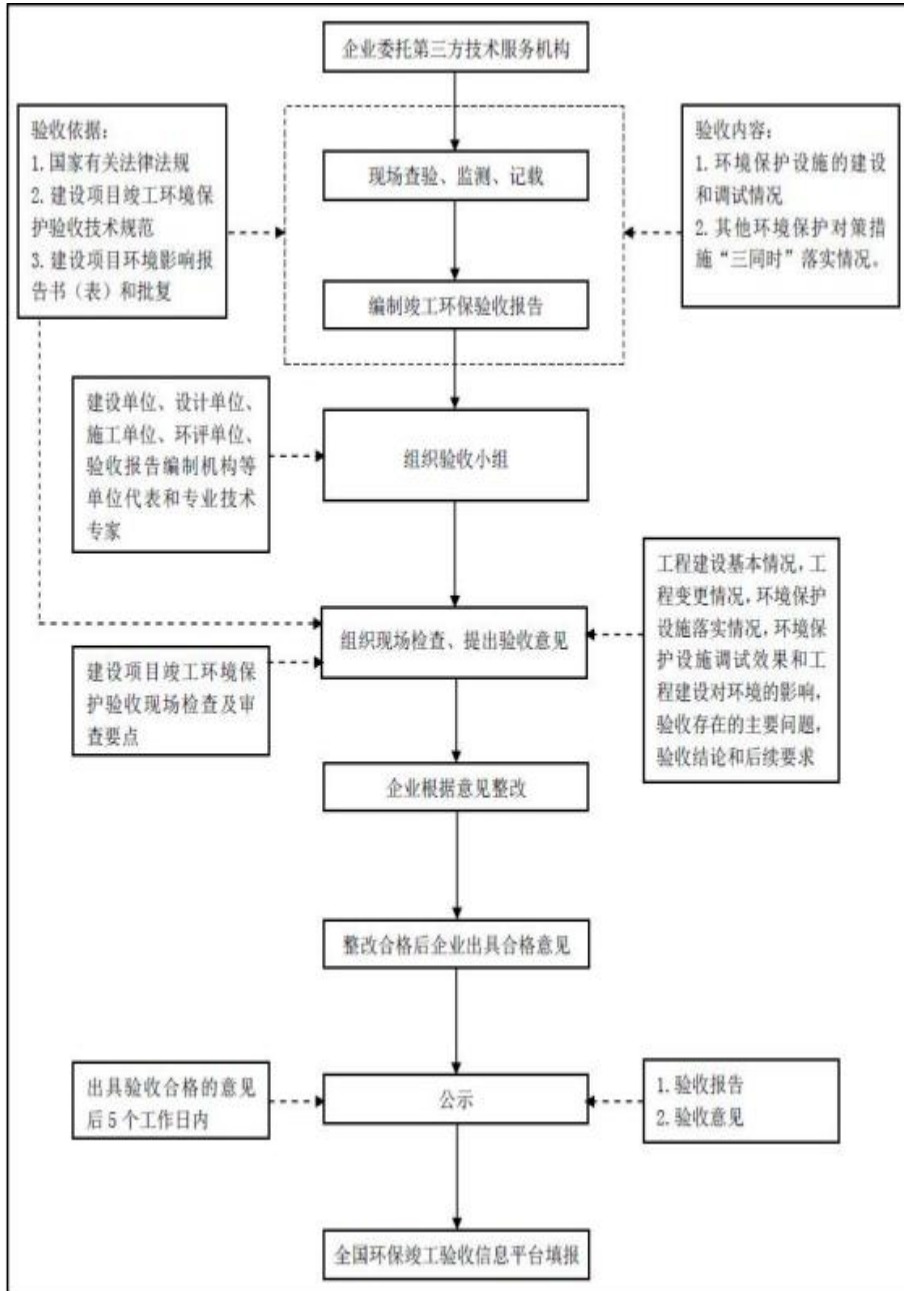 企业委托第三方技术服务机构
验收依据：
1. 国家有关法律法规
2. 建设项目竣工环境保
护验收技术规范
3. 建设项目环境影响报
告书（表）和批复
现场查验、监测、记载
验收内容：
1. 环境保护设施的建设
和调试情况
2. 其他环境保护对策措
施“三同时”落实情况。
编制竣工环保验收报告
建设单位、设计单位、
施工单位、环评单位、
验收报告编制机构等
单位代表和专业技术
专家
组织验收小组
组织现场检查、提出验收意见
工程建设基本情况，工
程变更情况，环境保护
设施落实情况，环境保
护设施调试效果和工
程建设对环境的影响，
验收存在的主要问题，
验收结论和后续要求
建设项目竣工环境保
护验收现场检查及审
查要点
企业根据意见整改
整改合格后企业出具合格意见
出具验收合格的意见
后 5 个工作日内
公示
1. 验收报告
2. 验收意见
全国环保竣工验收信息平台填报